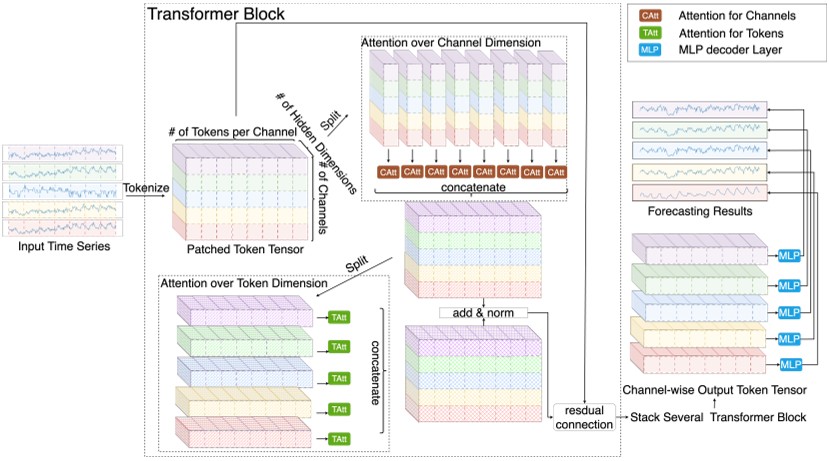 Transformer Block
CAtt Attention for Channels
TAtt Attention for Tokens
MLP MLP decoder Layer
Attention over Channel Dimension
# of Hidden Dimensions
Split
# of Tokens per Channel
# of Channels
Tokenize
CAtt CAtt CAtt CAtt CAtt CAtt CAtt CAtt
concatenate
Input Time Series
Patched Token Tensor
Forecasting Results
Split
Attention over Token Dimension
TAtt
TAtt
TAtt
TAtt
TAtt
concatenate
add & norm
MLP
MLP
MLP
MLP
MLP
Channel-wise Output Token Tensor
resdual
connection
Stack Several Transformer Block